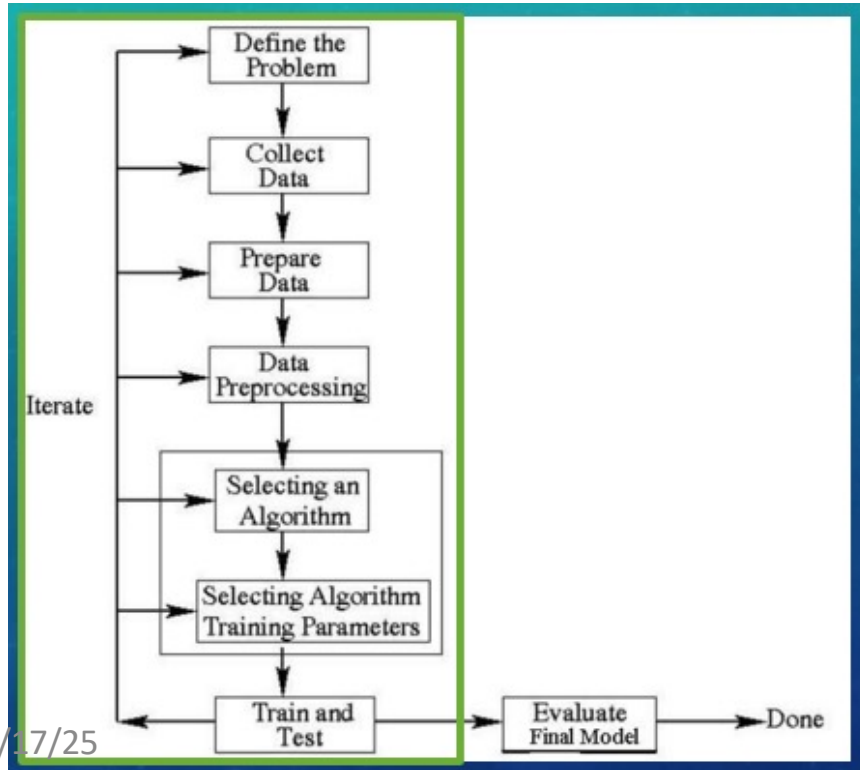 Define the
Problem
Collect
Data
Prepare
Data
Data
Preprocessing
Iterate
Selecting an
Algorithm
Selecting Algorithm
Training Parameters
Train and
Test
Evaluate
Final Model
Done
/17/25